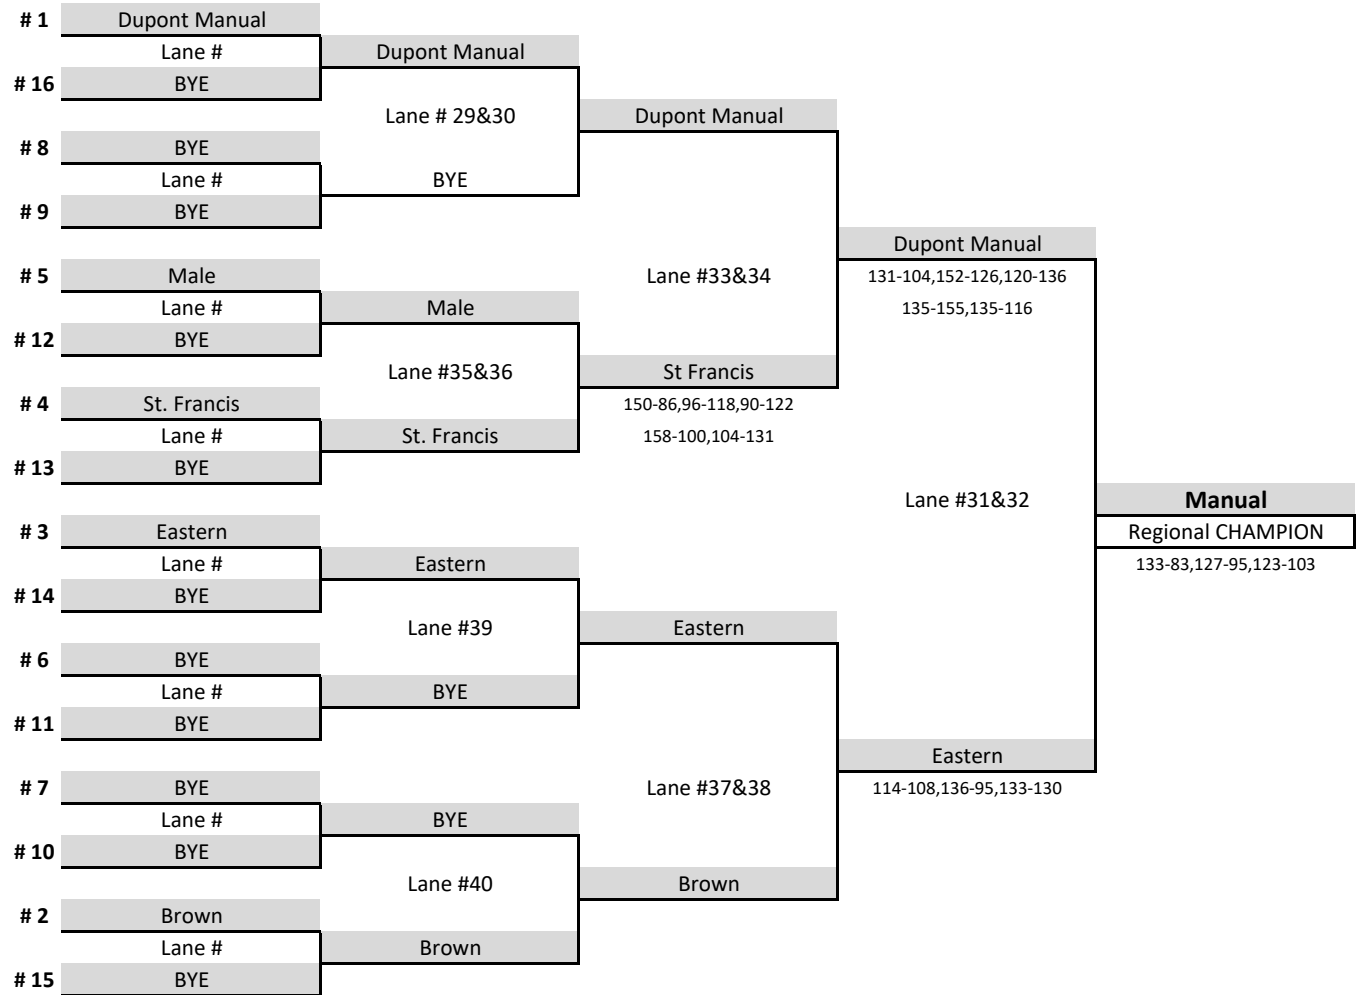 # 1 Dupont Manual
Lane # Dupont Manual
# 16 BYE
Lane # 29&30 Dupont Manual
# 8 BYE
Lane # BYE
# 9 BYE
Dupont Manual
# 5 Male Lane #33&34 131-104,152-126,120-136
Lane # Male 135-155,135-116
# 12 BYE
Lane #35&36 St Francis
# 4 St. Francis 150-86,96-118,90-122
Lane # St. Francis 158-100,104-131
# 13 BYE
Lane #31&32 Manual
# 3 Eastern Regional CHAMPION
Lane # Eastern 133-83,127-95,123-103
# 14 BYE
Lane #39 Eastern
# 6 BYE
Lane # BYE
# 11 BYE
Eastern
# 7 BYE Lane #37&38 114-108,136-95,133-130
Lane # BYE
# 10 BYE
Lane #40 Brown
# 2 Brown
Lane # Brown
# 15 BYE